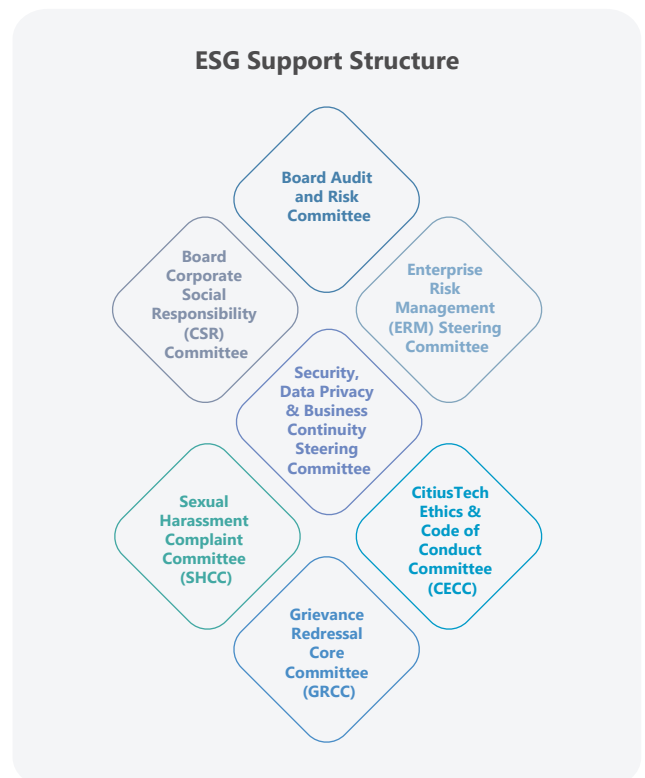 ESG Support Structure
Board Audit
and Risk
Committee
Board
Corporate
Social
Responsibility
(CSR)
Committee
Enterprise
Risk
Management
(ERM) Steering
Committee
Security,
Data Privacy
& Business
Continuity
Steering
Committee
Sexual
Harassment
Complaint
Committee
(SHCC)
CitiusTech
Ethics &
Code of
Conduct
Committee
(CECC)
Grievance
Redressal
Core
Committee
(GRCC)